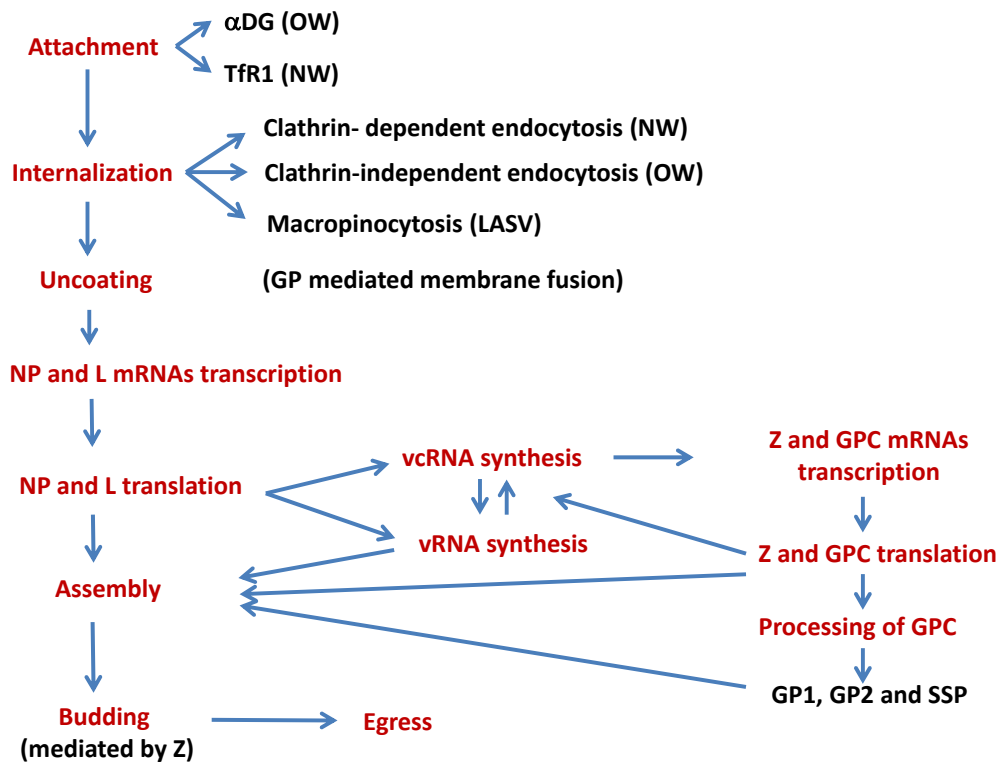 αDG (OW)
Attachment
TfR1 (NW)
Clathrin- dependent endocytosis (NW)
Internalization
Clathrin-independent endocytosis (OW)
Macropinocytosis (LASV)
Uncoating
(GP mediated membrane fusion)
NP and L mRNAs transcription
vcRNA synthesis
Z and GPC mRNAs
transcription
NP and L translation
vRNA synthesis
Z and GPC translation
Assembly
Processing of GPC
GP1, GP2 and SSP
Budding
(mediated by Z)
Egress